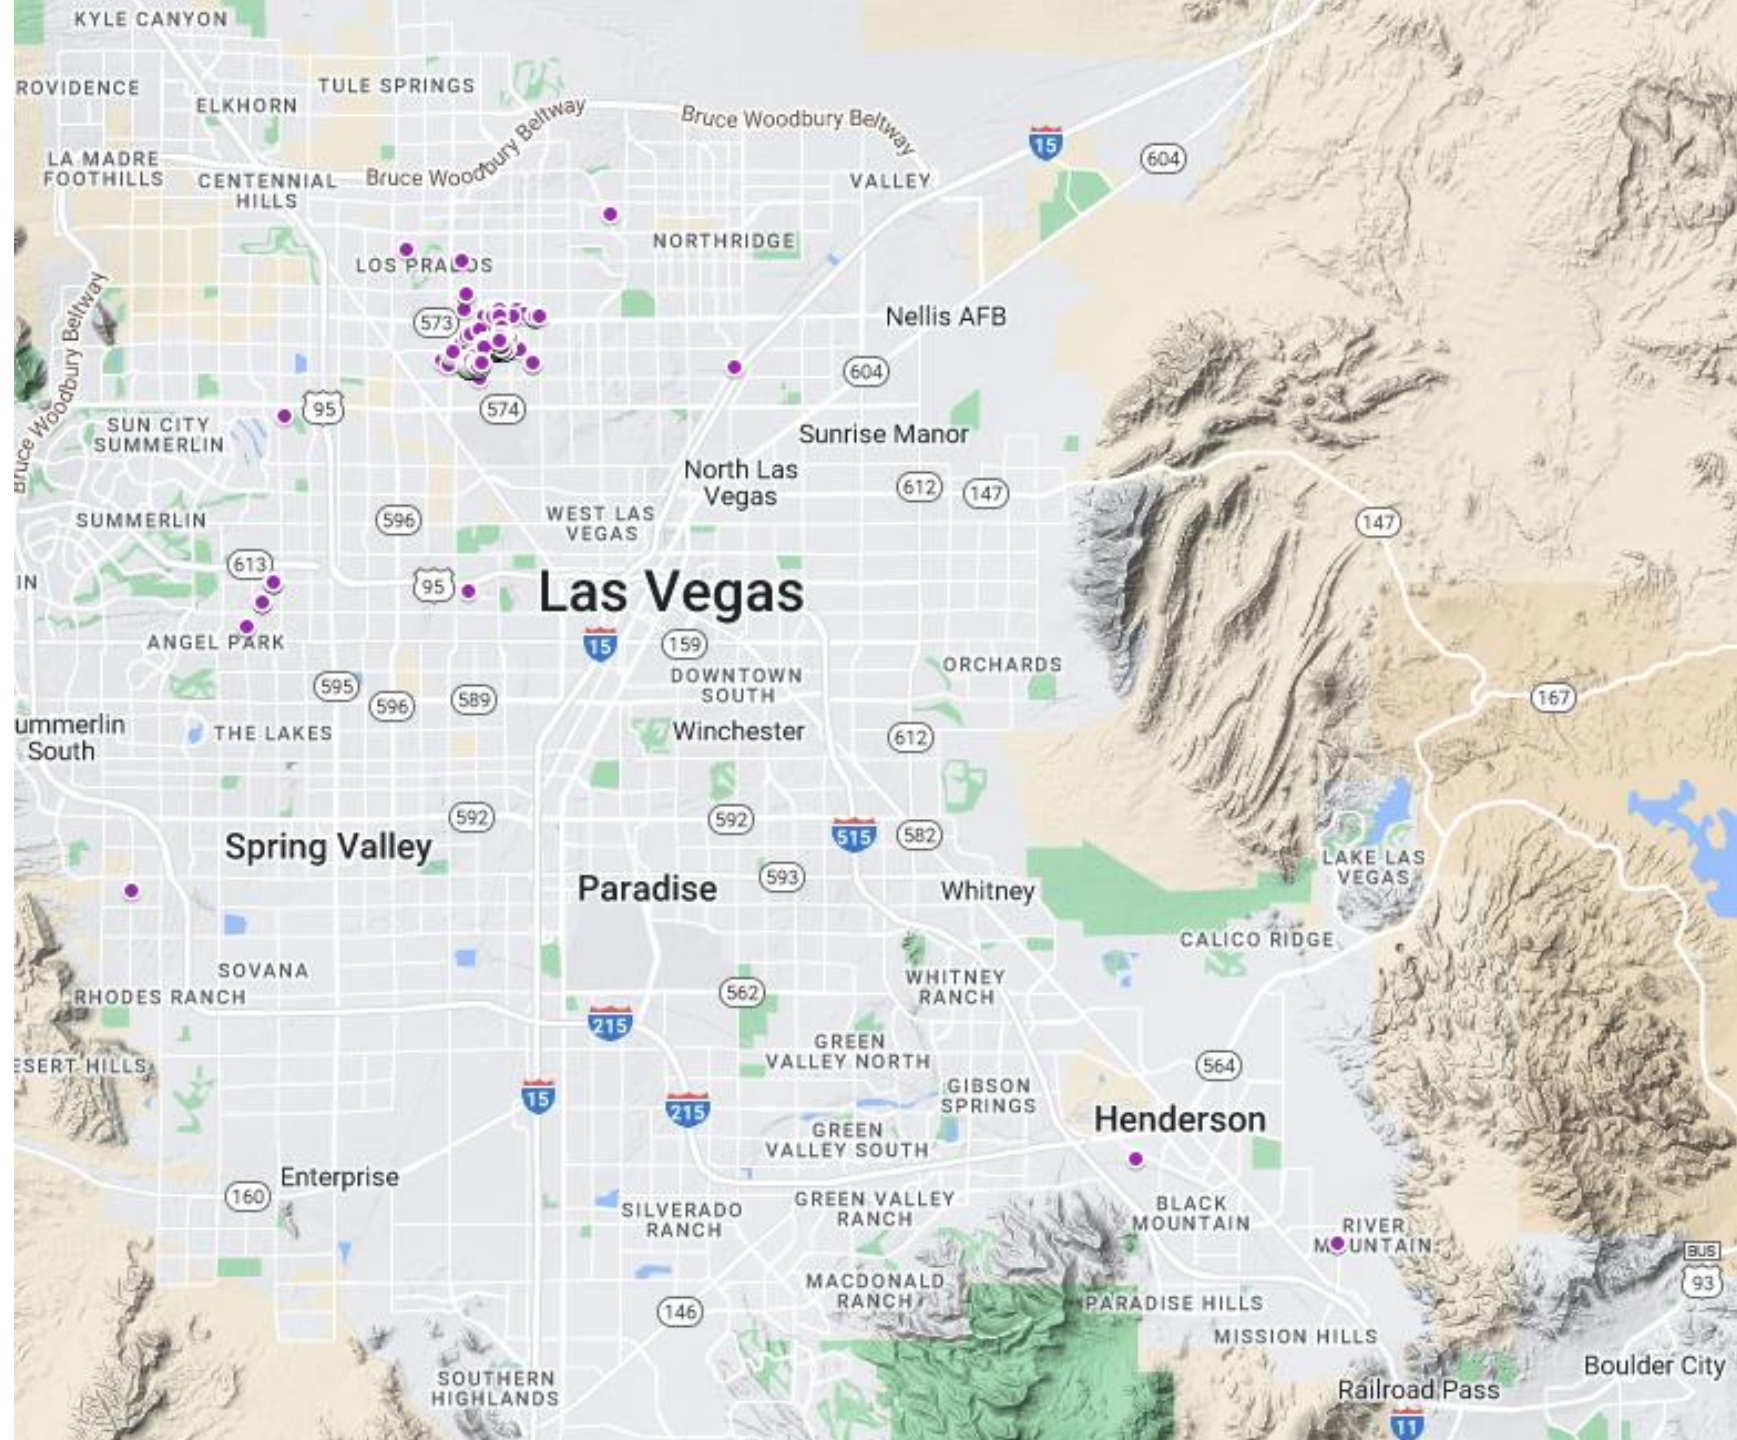 KYLE CANYON
ROVIDENCE
TULE SPRINGS
ELKHORN
Bruce Woodbury Beltway
Bruce Woodbury Beltway
15
604
LA MADRE
FOOTHILLS
CENTENNIAL
HILLS
Bruce Woodbury Beltway
VALLEY
NORTHRIDGE
LOS PRADOS
573
Nellis AFB
604
95
574
SUN CITY
SUMMERLIN
Sunrise Manor
North Las
Vegas
612
147
SUMMERLIN
596
WEST LAS
VEGAS
147
613
IN
95
Las Vegas
ANGEL PARK
15
159
ORCHARDS
DOWNTOWN
SOUTH
595
596
589
167
ummerlin
South
THE LAKES
Winchester
612
592
592
515
582
Spring Valley
LAKE LAS
VEGAS
593
Paradise
Whitney
CALICO RIDGE
SOVANA
WHITNEY
RANCH
RHODES RANCH
562
215
GREEN
VALLEY NORTH
ESERT HILLS
564
15
215
GIBSON
SPRINGS
Henderson
GREEN
VALLEY SOUTH
Enterprise
160
SILVERADO
RANCH
GREEN VALLEY
RANCH
BLACK
MOUNTAIN
RIVER
MOUNTAIN
BUS
93
MACDONALD
RANCH
146
PARADISE HILLS
MISSION HILLS
SOUTHERN
HIGHLANDS
Boulder City
Railroad Pass
11